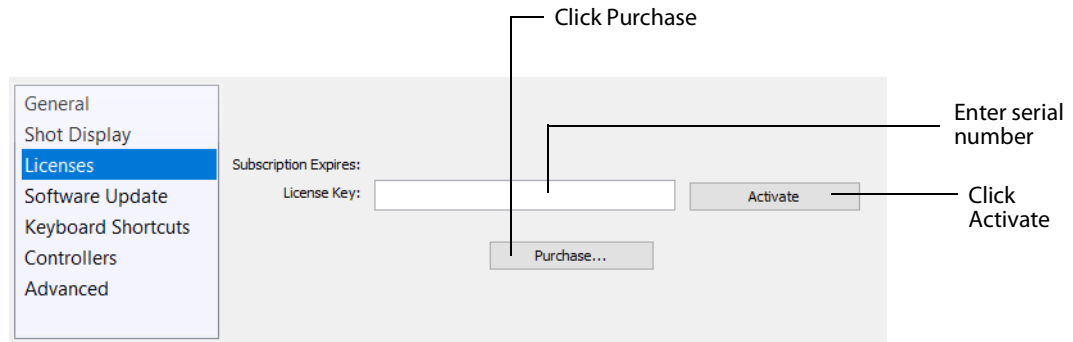 Click Purchase
General
Shot Display
Licenses
Software Update
Keyboard Shortcuts
Controllers
Advanced
Subscription Expires:
License Key:
Activate
Purchase...
Enter serial
number
Click
Activate